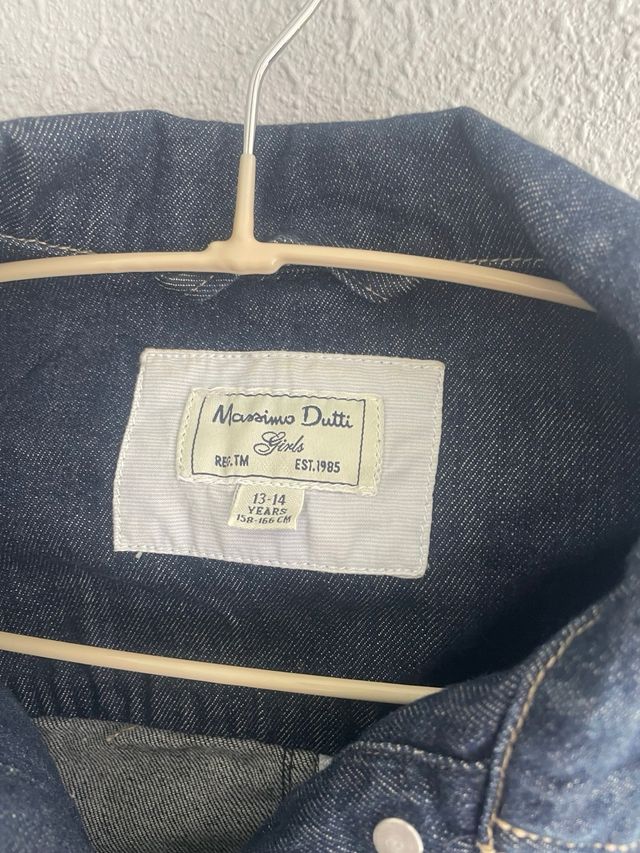 Massimo Dutti
Girls
REG.TM EST.1985
13-14
YEARS
158-166 CM